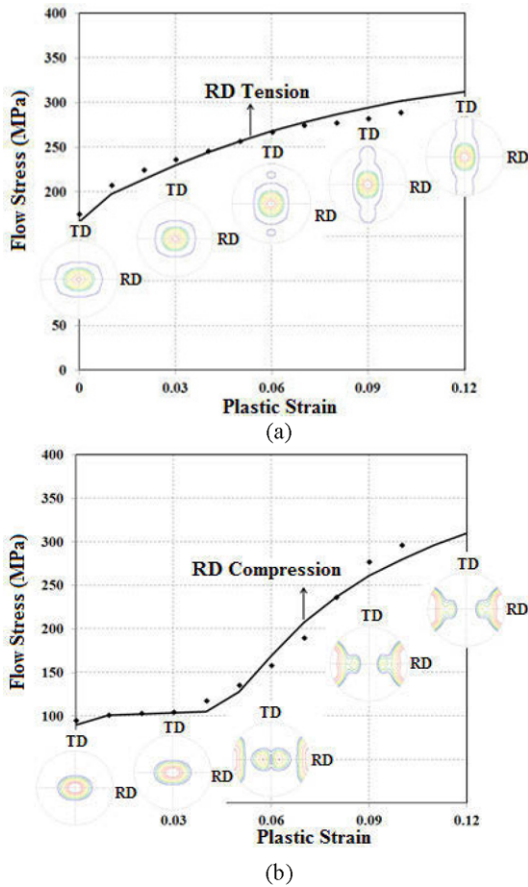 400
350
300
250
200
50
0
Flow Stress (MPa)
RD Tension
TD
RD
TD
RD
TD
RD
TD
RD
TD
RD
0
0.03
0.06
0.09
0.12
Plastic Strain
(a)
400
350
300
250
200
150
100
Flow Stress (MPa)
RD Compression
TD
RD
TD
RD
TD
RD
TD
RD
TD
RD
0.03
0.06
0.09
0.12
Plastic Strain
(b)